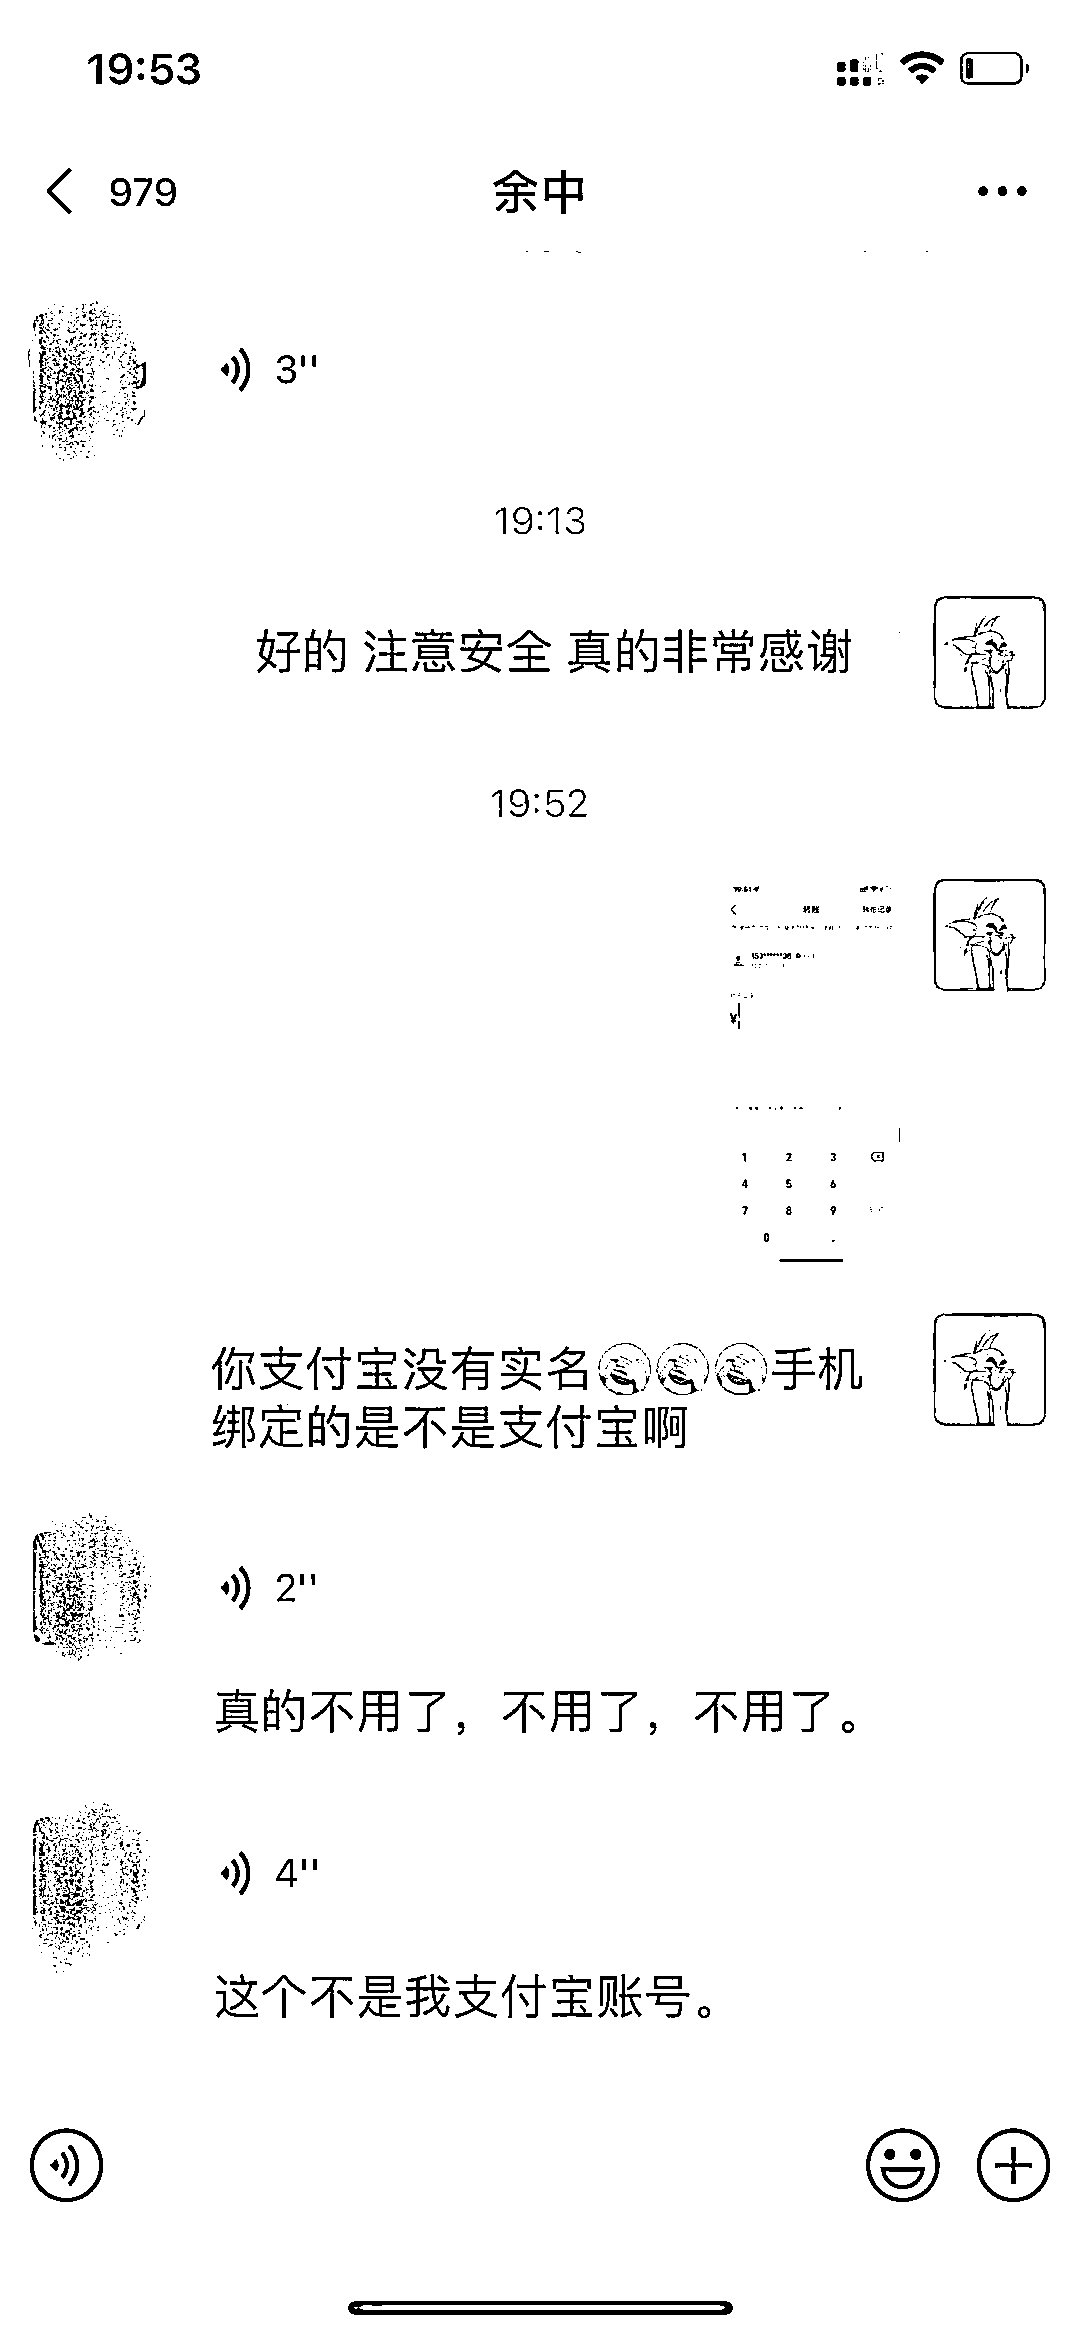 19:53
979
余中
3"
19:13
好的 注意安全 真的非常感谢
19:52
转账
¥
1 2 3
4 5 6
7 8 9
0 .
你支付宝没有实名手机
绑定的是不是支付宝啊
2"
真的不用了，不用了，不用了。
4"
这个不是我支付宝账号。